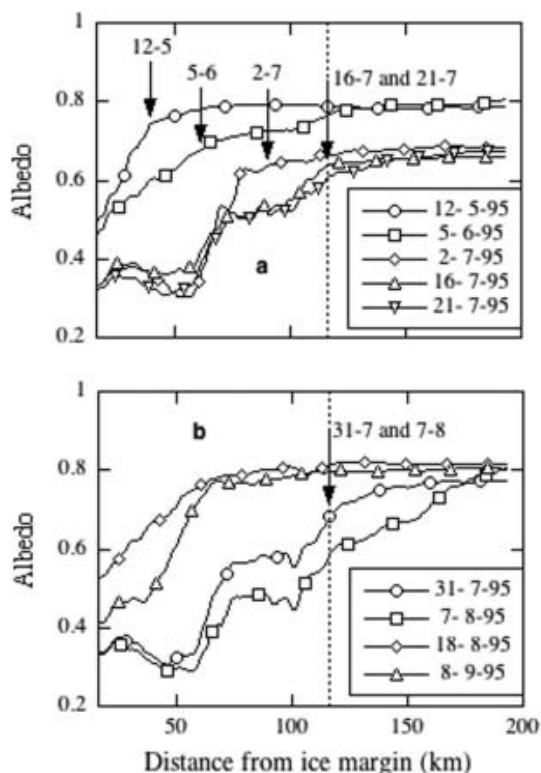 1
12-5
5-6
2-7
16-7 and 21-7
0.8
0.6
0.4
0.2
Albedo
a
12- 5-95
5- 6-95
2- 7-95
16- 7-95
21- 7-95
1
b
31-7 and 7-8
0.8
0.6
0.4
0.2
Albedo
31- 7-95
7- 8-95
18- 8-95
8- 9-95
50 100 150 200
Distance from ice margin (km)